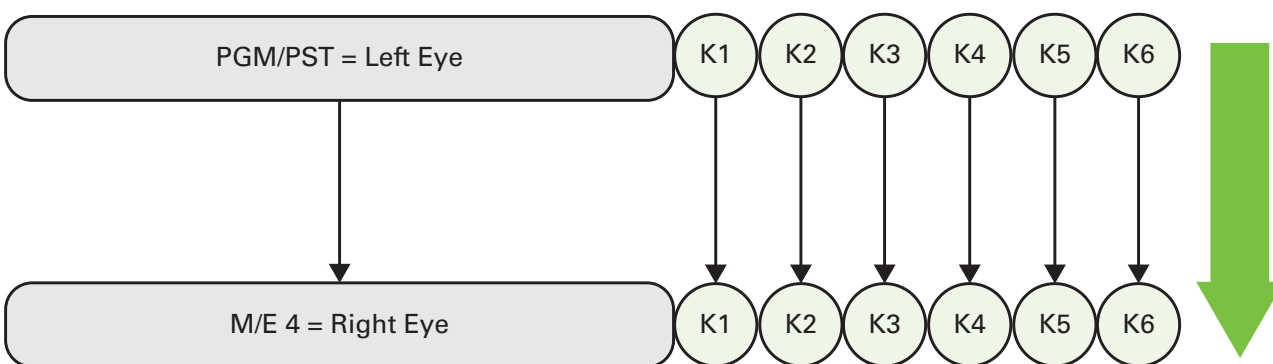 PGM/PST = Left Eye K1 K2 K3 K4 K5 K6
M/E 4 = Right Eye K1 K2 K3 K4 K5 K6